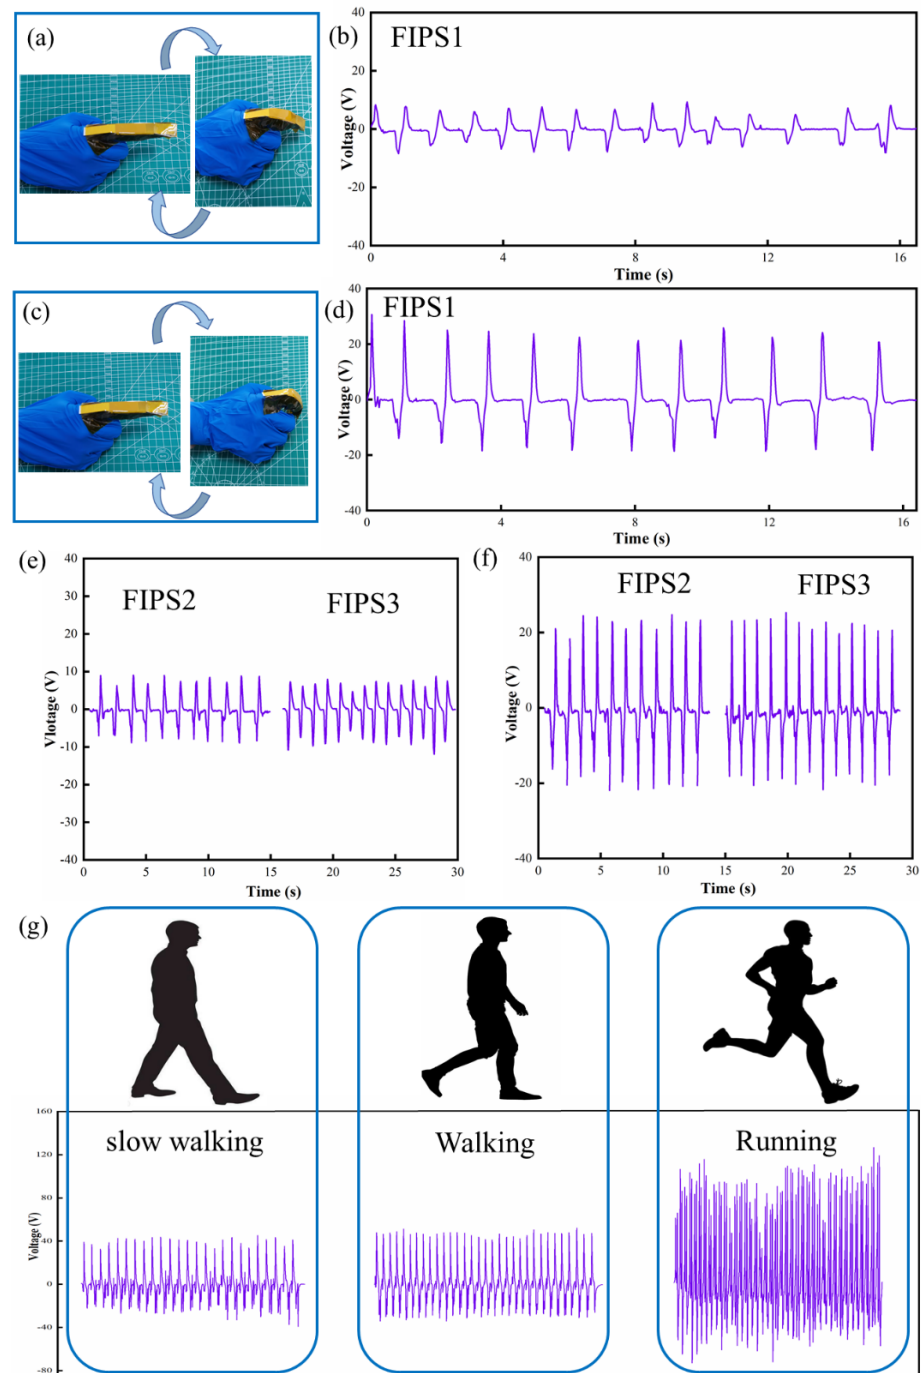 (a)
(b)
FIPS1
Voltage (V)
40
20
0
-20
-40
0
4
8
12
16
Time (s)
(c)
(d)
FIPS1
Voltage (V)
40
20
0
-20
-40
0
4
8
12
16
Time (s)
(e)
FIPS2
FIPS3
Vlotage (V)
40
30
20
10
0
-10
-20
-30
-40
0
5
10
15
20
25
30
Time (s)
(f)
FIPS2
FIPS3
Voltage (V)
40
20
0
-20
-40
0
5
10
15
20
25
30
Time (s)
(g)
slow walking
Walking
Running
Voltage (V)
160
120
80
40
0
-40
-80